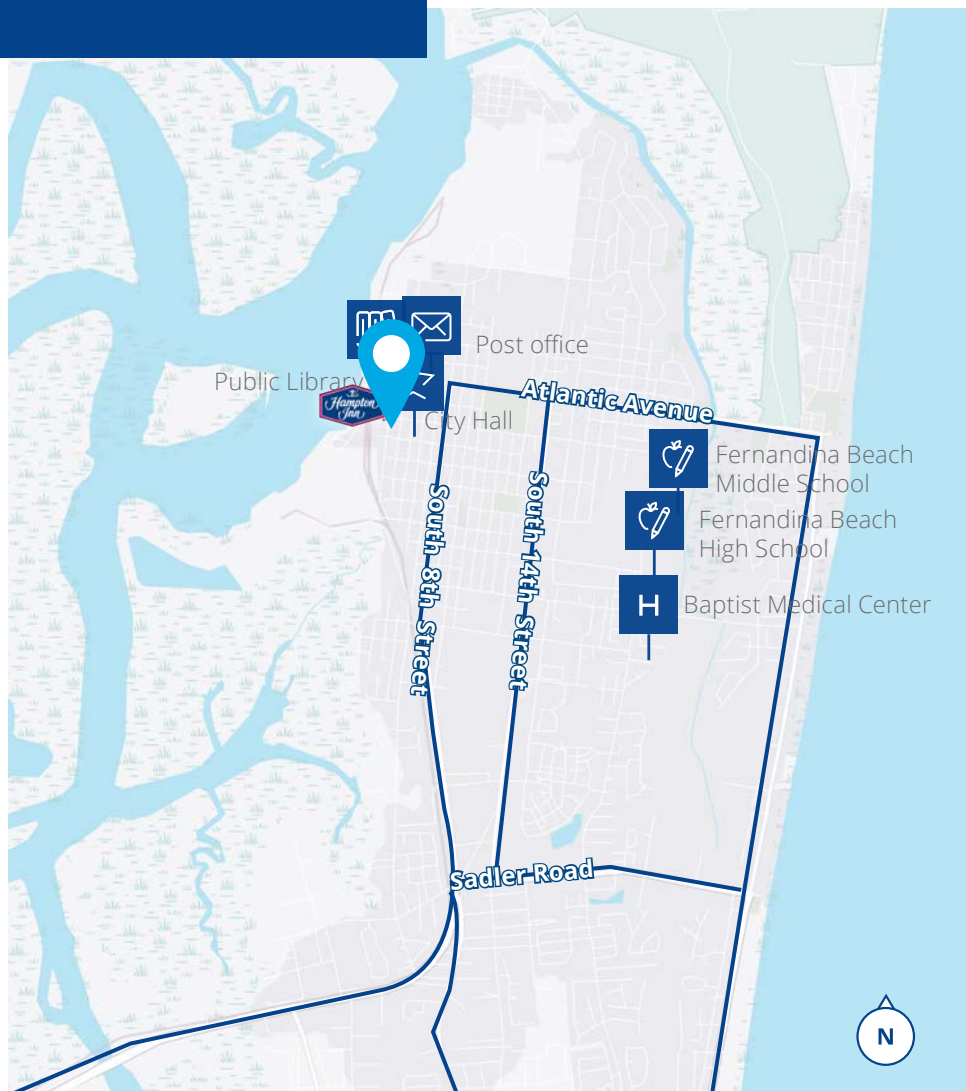 Post office
Public Library
Hampton
Inn
City Hall
Atlantic Avenue
Fernandina Beach
Middle School
Fernandina Beach
High School
South 8th Street
South 14th Street
H
Baptist Medical Center
Sadler Road
N